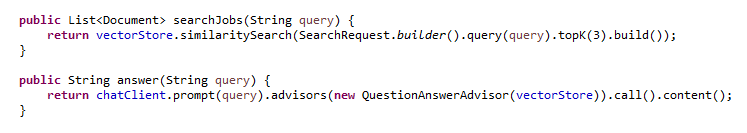 public List<Document> searchJobs(String query) {
    return vectorStore.similaritySearch(SearchRequest.builder().query(query).topK(3).build());
}

public String answer(String query) {
    return chatClient.prompt(query).advisors(new QuestionAnswerAdvisor(vectorStore)).call().content();
}